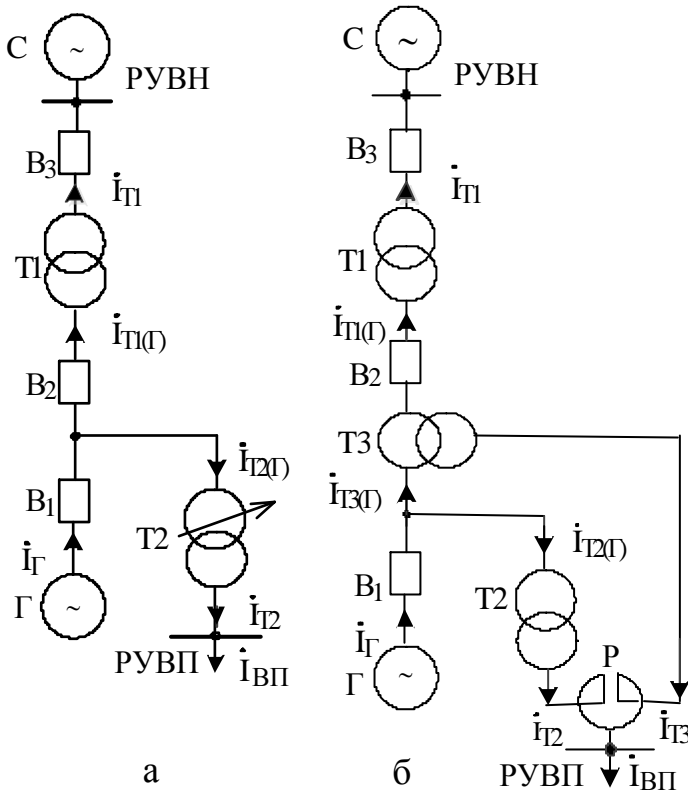 С
~
РУВН
В3
İТ1
Т1
İТ1(Г)
В2
İТ2(Г)
В1
Т2
İГ
Г
~
İТ2
РУВП
İВП
а
С
~
РУВН
В3
İТ1
Т1
İТ1(Г)
В2
Т3
İТ3(Г)
İТ2(Г)
В1
Т2
İГ
Г
~
Р
İТ2
İТ3
РУВП
İВП
б